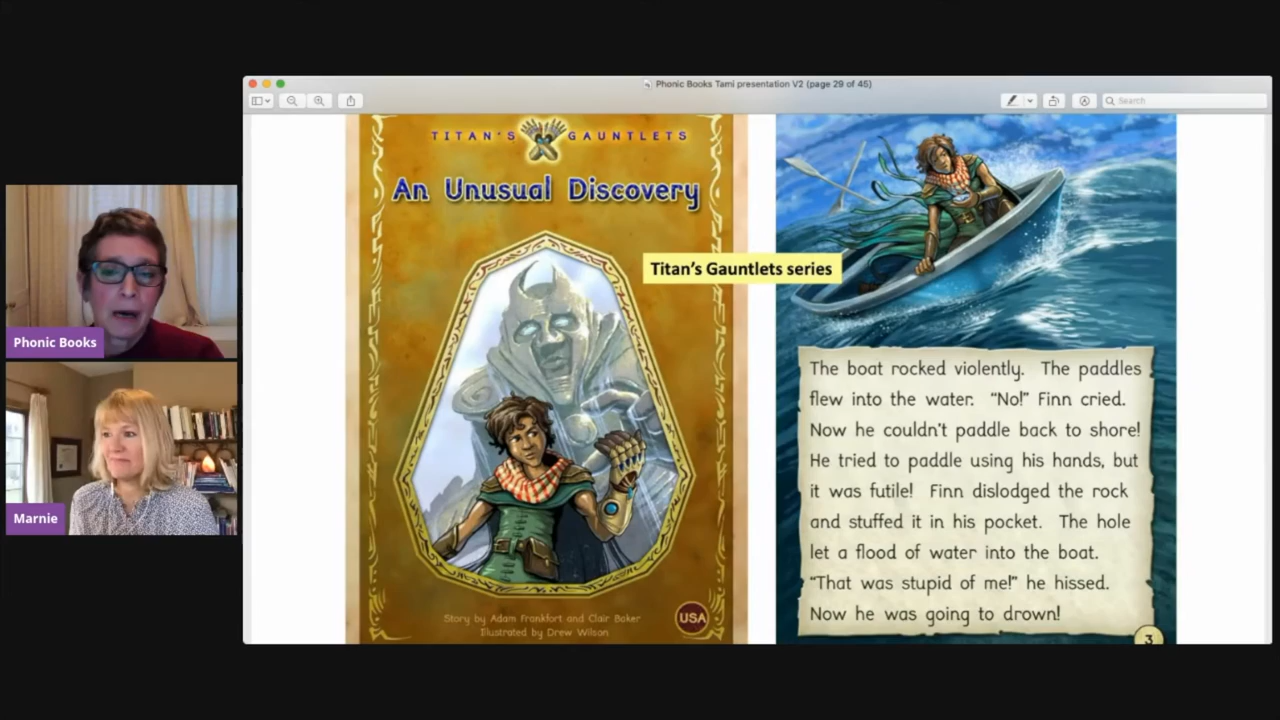 Phonic Books Tami presentation V2 (page 29 of 45)
Search
TITAN'S GAUNTLETS
An Unusual Discovery
Story by Adam Frankfort and Clair Baker
Illustrated by Drew Wilson
USA
Titan's Gauntlets series
The boat rocked violently. The paddles
flew into the water. "No!" Finn cried.
Now he couldn't paddle back to shore!
He tried to paddle using his hands, but
it was futile! Finn dislodged the rock
and stuffed it in his pocket. The hole
let a flood of water into the boat.
"That was stupid of me!" he hissed.
Now he was going to drown!
3
Phonic Books
Marnie